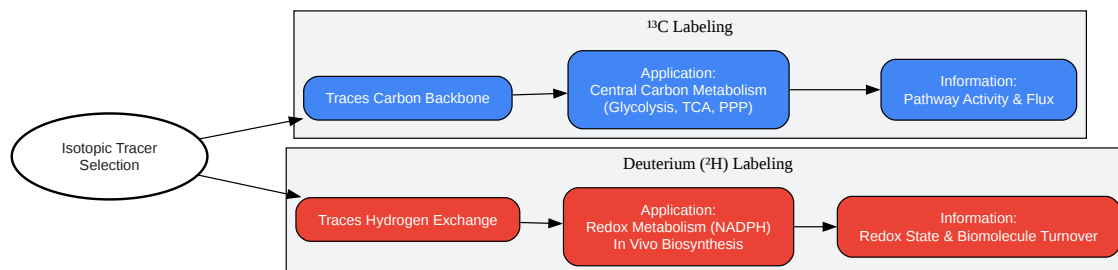 Isotopic Tracer
Selection
¹³C Labeling
Traces Carbon Backbone
Application:
Central Carbon Metabolism
(Glycolysis, TCA, PPP)
Information:
Pathway Activity & Flux
Deuterium (²H) Labeling
Traces Hydrogen Exchange
Application:
Redox Metabolism (NADPH)
In Vivo Biosynthesis
Information:
Redox State & Biomolecule Turnover